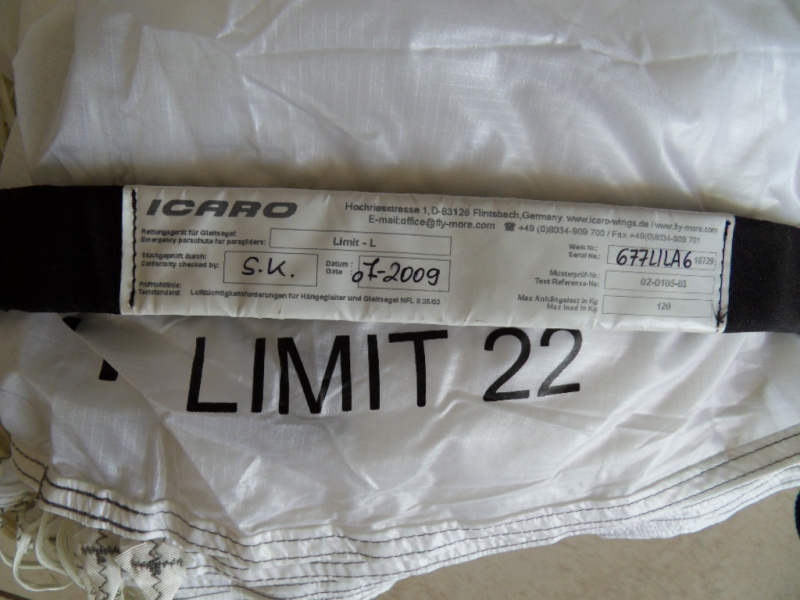 ICARO
Hochriesstrasse 1, D-83126 Flintsbach, Germany. www.icaro-wings.de / www.fly-more.com
E-mail:office@fly-more.com ☎ +49 (0)8034-909 700 / Fax.+49(0)8034-909 701
Rettungsgerät für Gleitsegel:
Emergency parachute for paragliders:
Limit - L
Werk Nr.:
Serial No.:
677LILA6 10729
Stückgeprüft durch:
Conformity checked by:
S.K.
Datum :
Date :
07-2009
Musterprüf-Nr.:
Test Reference-No.:
02-0105-03
Prüfrichtlinie:
Teststandard:
Lufttüchtigkeitsforderungen für Hängegleiter und Gleitsegel NFL II 35/03
Max Anhängelast in Kg
Max load in Kg
120
LIMIT 22